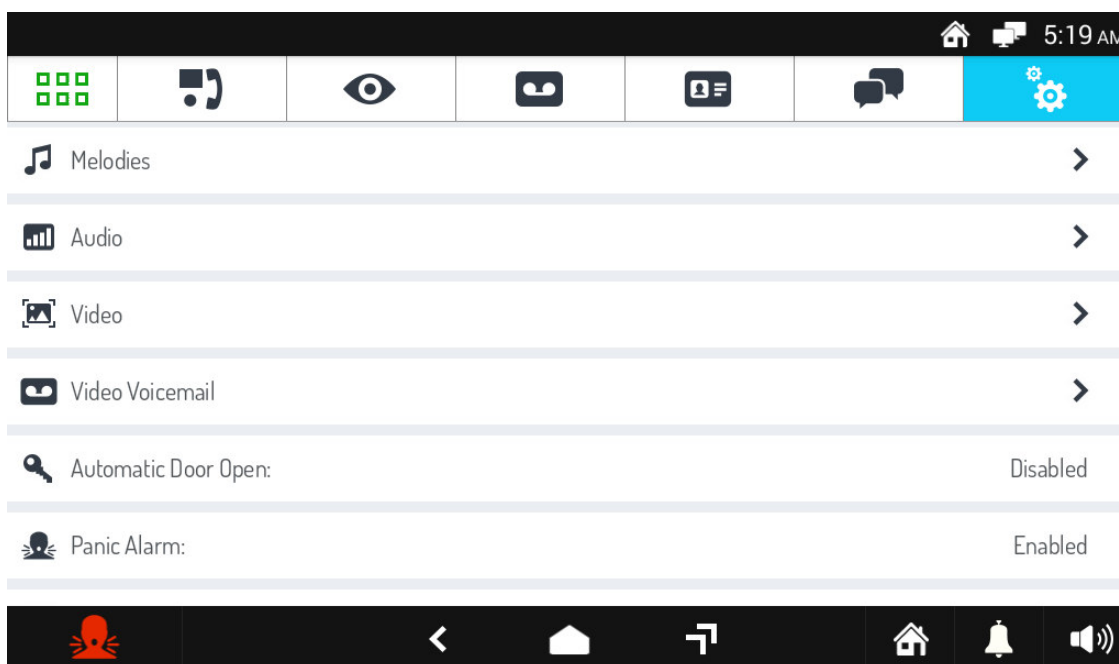 5:19 AM
Melodies
Audio
Video
Video Voicemail
Automatic Door Open: Disabled
Panic Alarm: Enabled